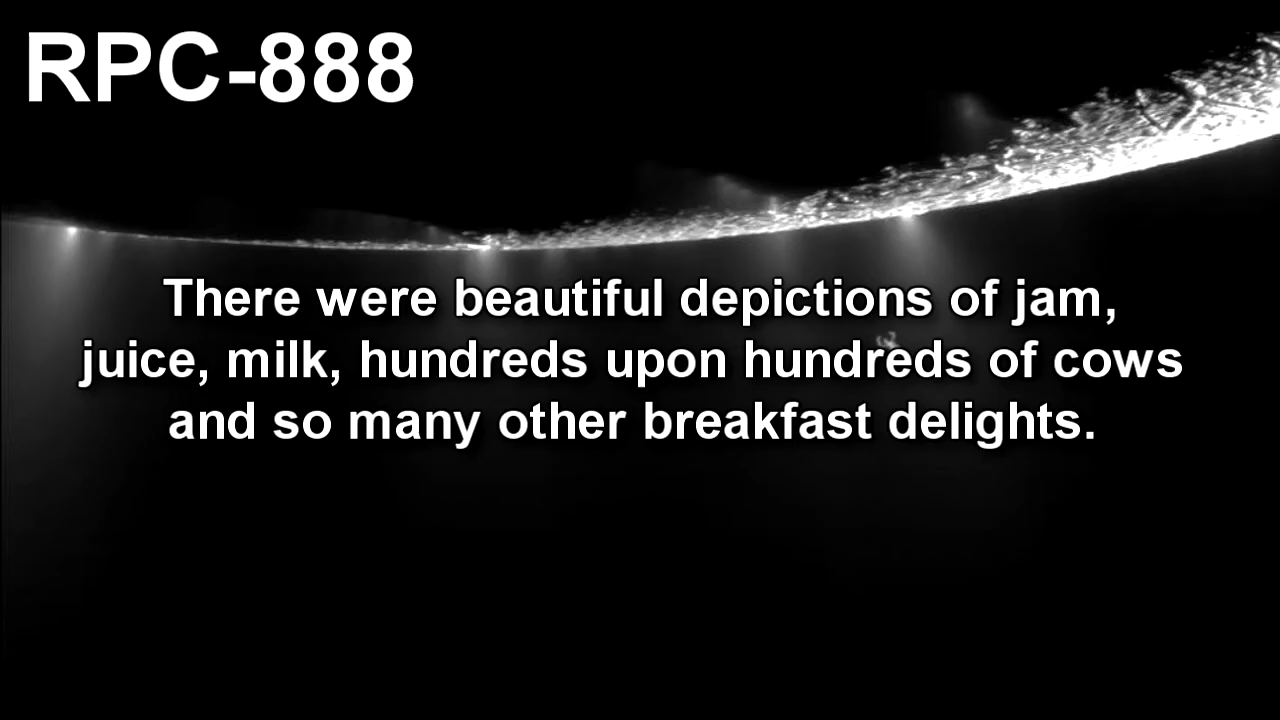 RPC-888
There were beautiful depictions of jam,
juice, milk, hundreds upon hundreds of cows
and so many other breakfast delights.